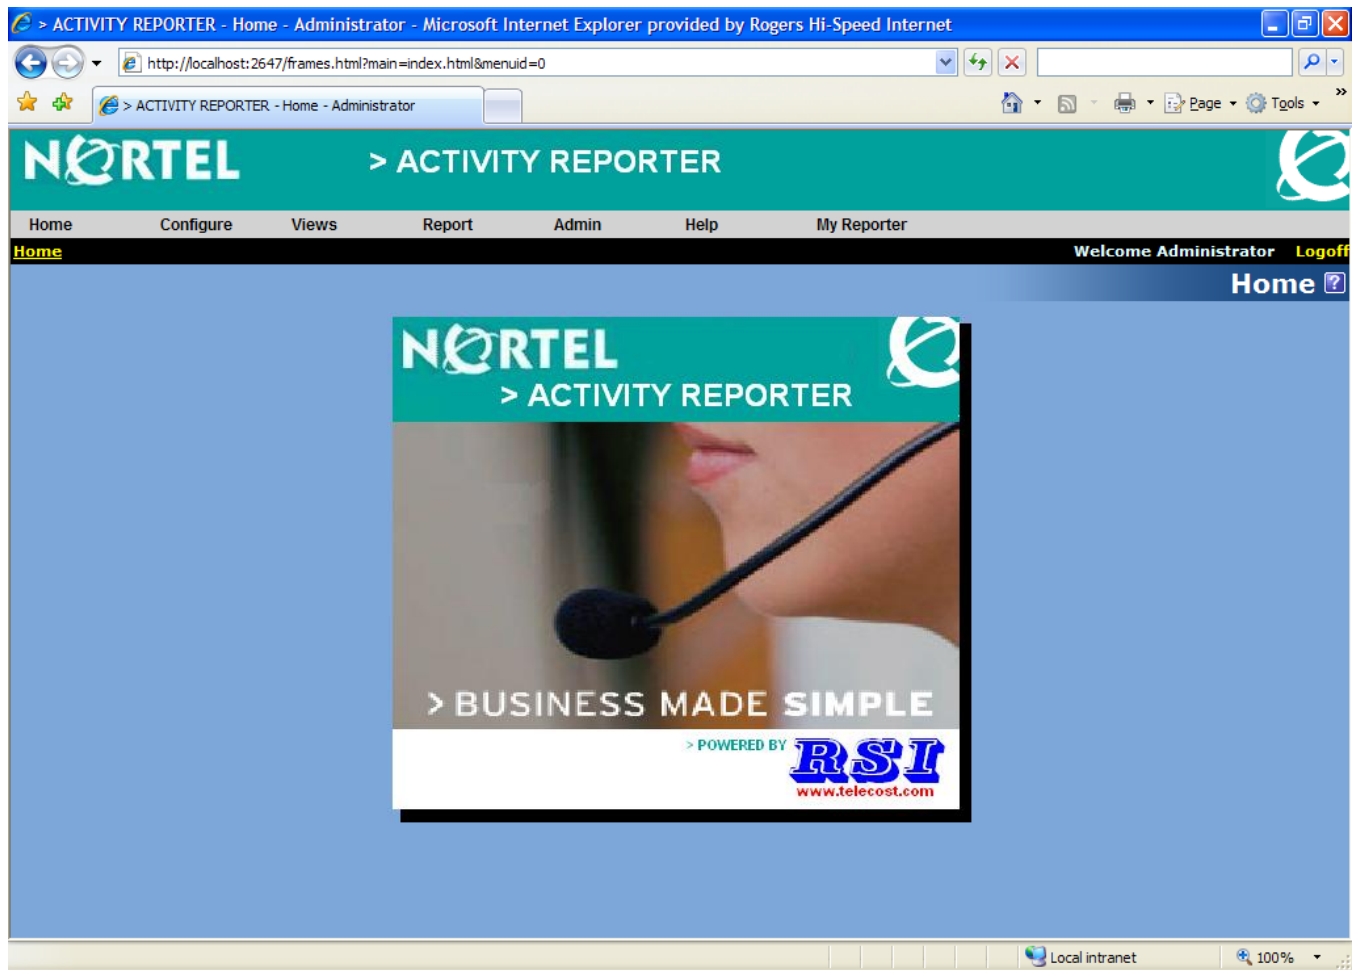 > ACTIVITY REPORTER - Home - Administrator - Microsoft Internet Explorer provided by Rogers Hi-Speed Internet
http://localhost:2647/frames.html?main=index.html&menuid=0
> ACTIVITY REPORTER - Home - Administrator
Page Tools »
NORTEL > ACTIVITY REPORTER
Home Configure Views Report Admin Help My Reporter
Home Welcome Administrator Logoff
Home ?
NORTEL
> ACTIVITY REPORTER
> BUSINESS MADE SIMPLE
> POWERED BY RSI
www.telecost.com
Local intranet 100%